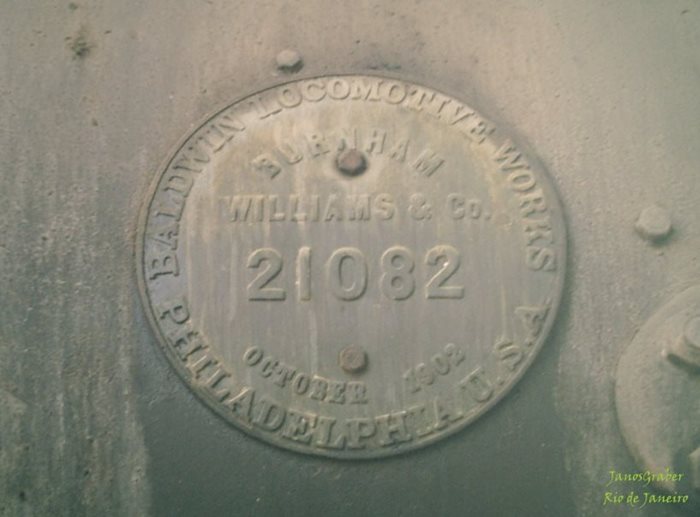 BALDWIN LOCOMOTIVE WORKS
BURNHAM
WILLIAMS & Co.
21082
OCTOBER 1902
PHILADELPHIA U.S.A
JanosGraber
Rio de Janeiro